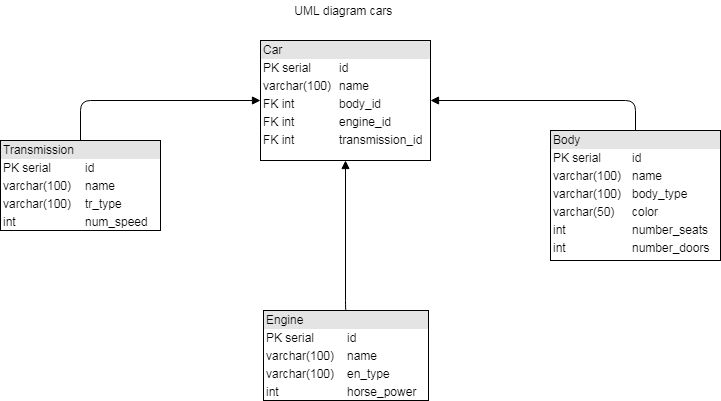 UML diagram cars
Car
PK serial id
varchar(100) name
FK int body_id
FK int engine_id
FK int transmission_id
Transmission
PK serial id
varchar(100) name
varchar(100) tr_type
int num_speed
Body
PK serial id
varchar(100) name
varchar(100) body_type
varchar(50) color
int number_seats
int number_doors
Engine
PK serial id
varchar(100) name
varchar(100) en_type
int horse_power